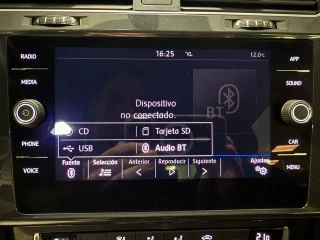 RADIO
MEDIA
PHONE
VOICE
APP
SOUND
CAR
MENU
16:25
12.0°C
BT
Dispositivo
no conectado.
CD Tarjeta SD
USB Audio BT
Fuente Selección Anterior Reproducir Siguiente Ajustes